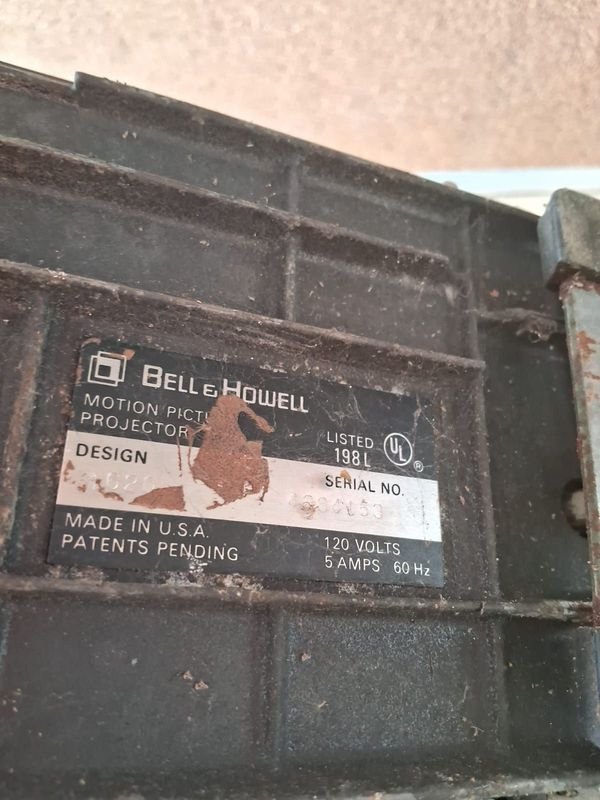 BELL & HOWELL
MOTION
PROJECTOR
LISTED UL ®
198L
DESIGN
SERIAL NO.
MADE IN U.S.A.
PATENTS PENDING
120 VOLTS
5 AMPS 60 Hz